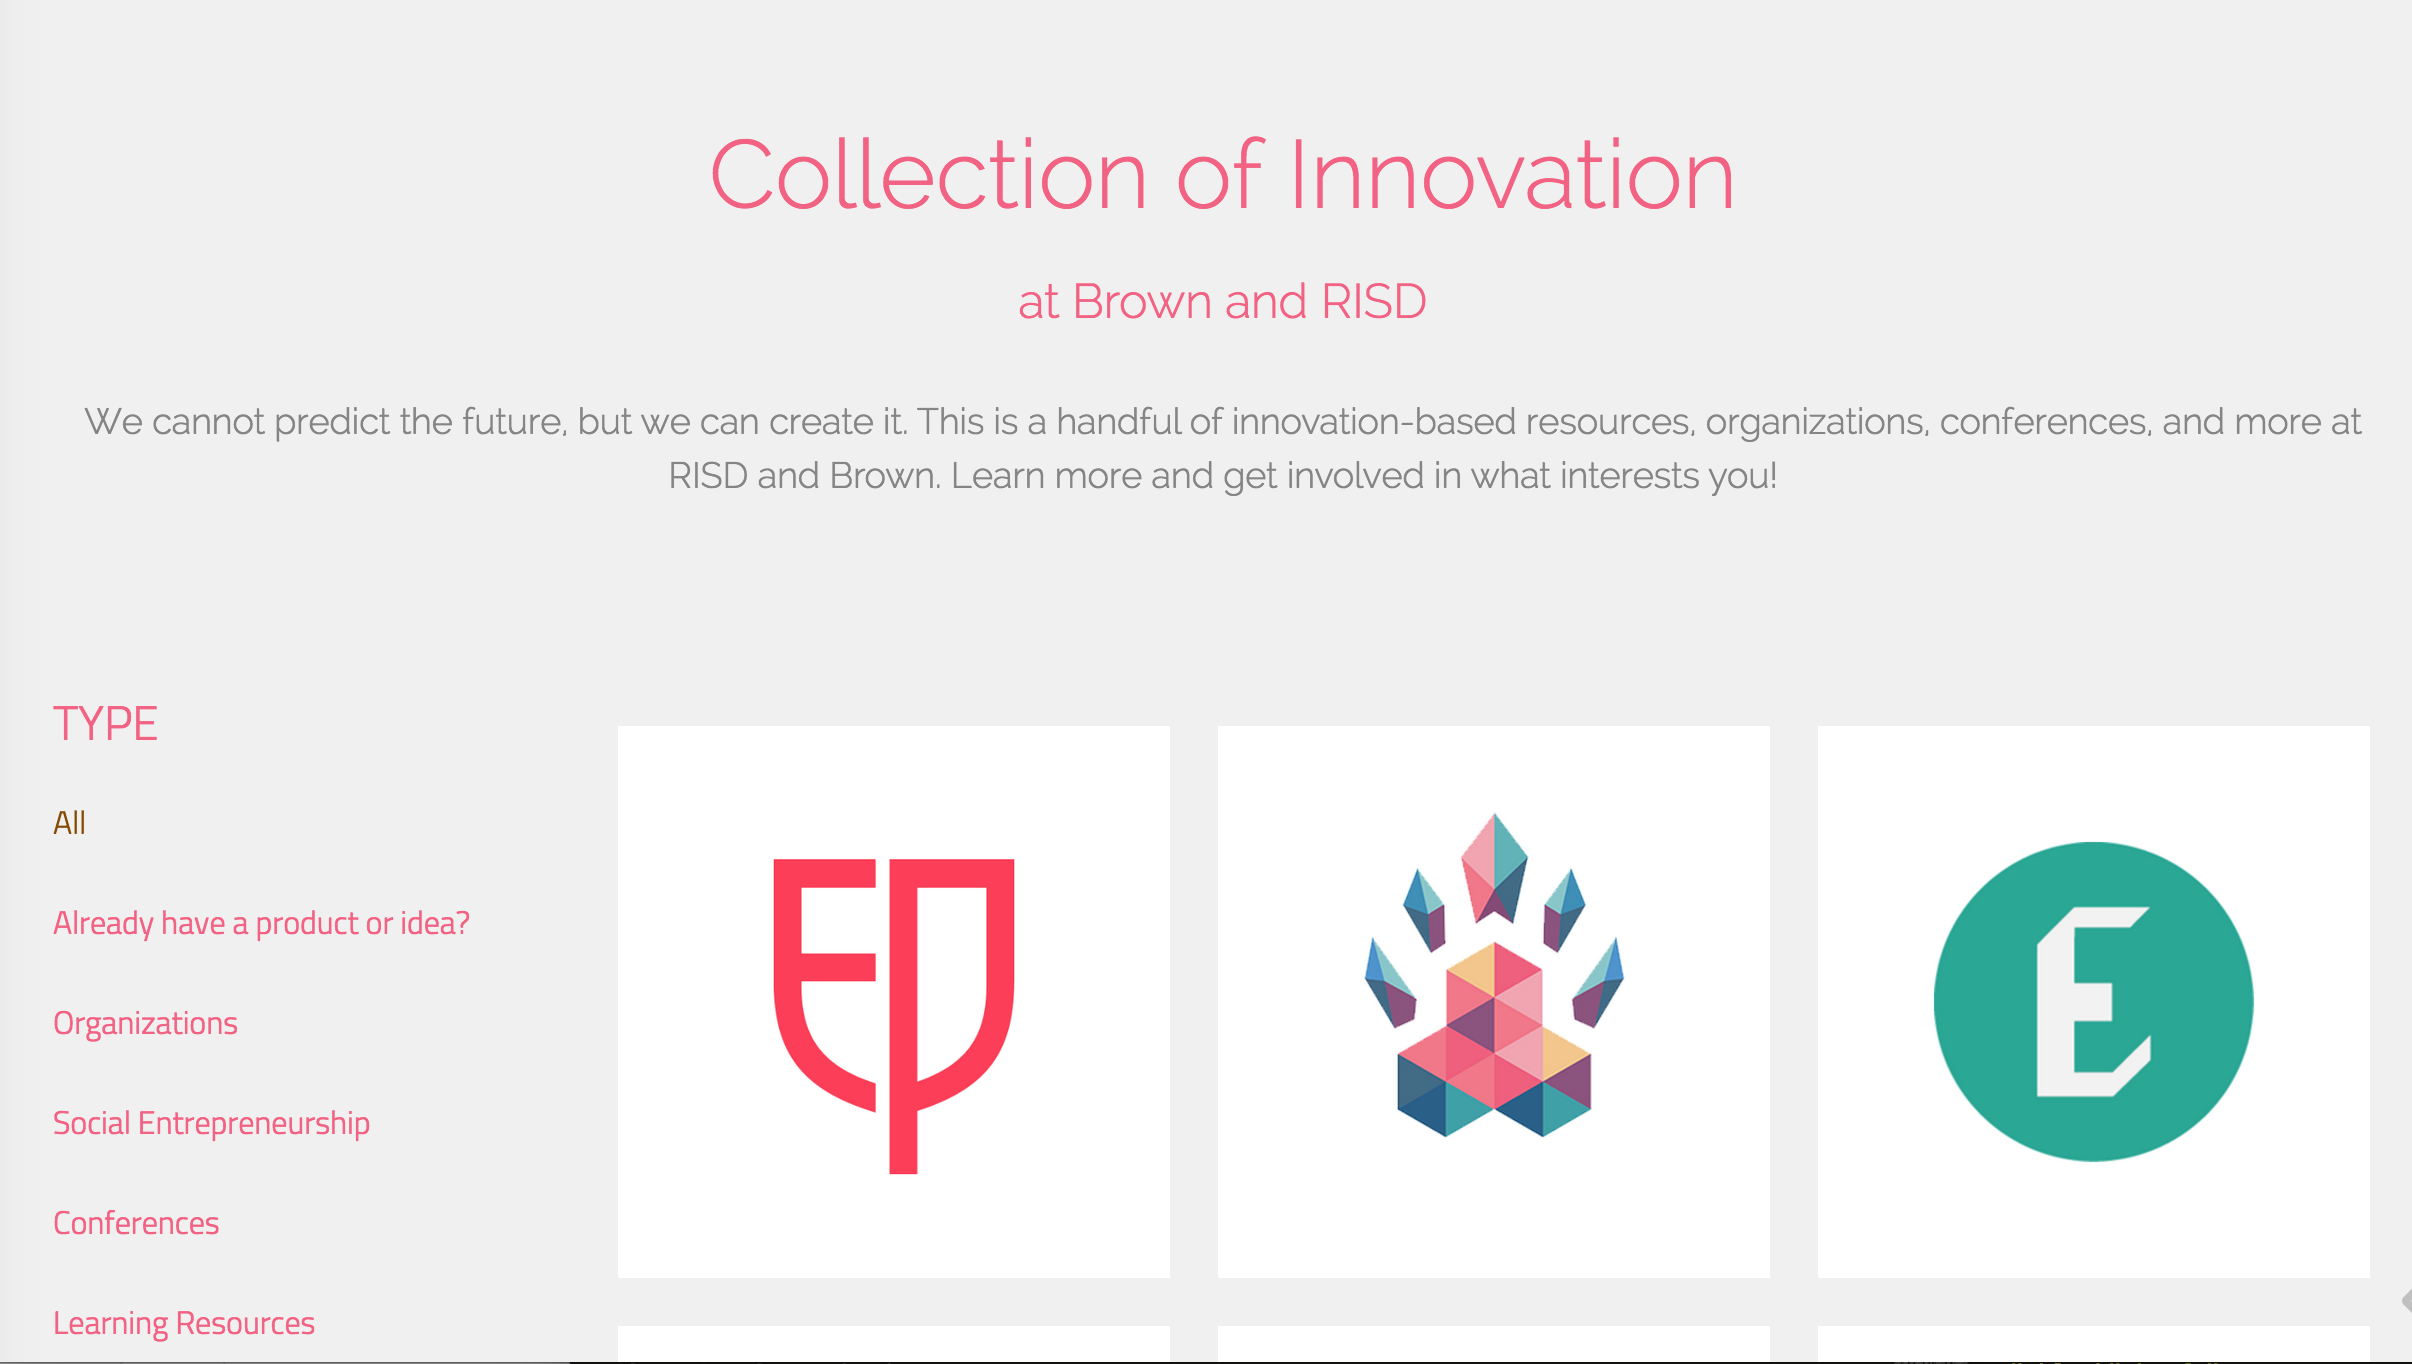 Collection of Innovation
at Brown and RISD
We cannot predict the future, but we can create it. This is a handful of innovation-based resources, organizations, conferences, and more at
RISD and Brown. Learn more and get involved in what interests you!
TYPE
All
Already have a product or idea?
Organizations
Social Entrepreneurship
Conferences
Learning Resources
EP
E